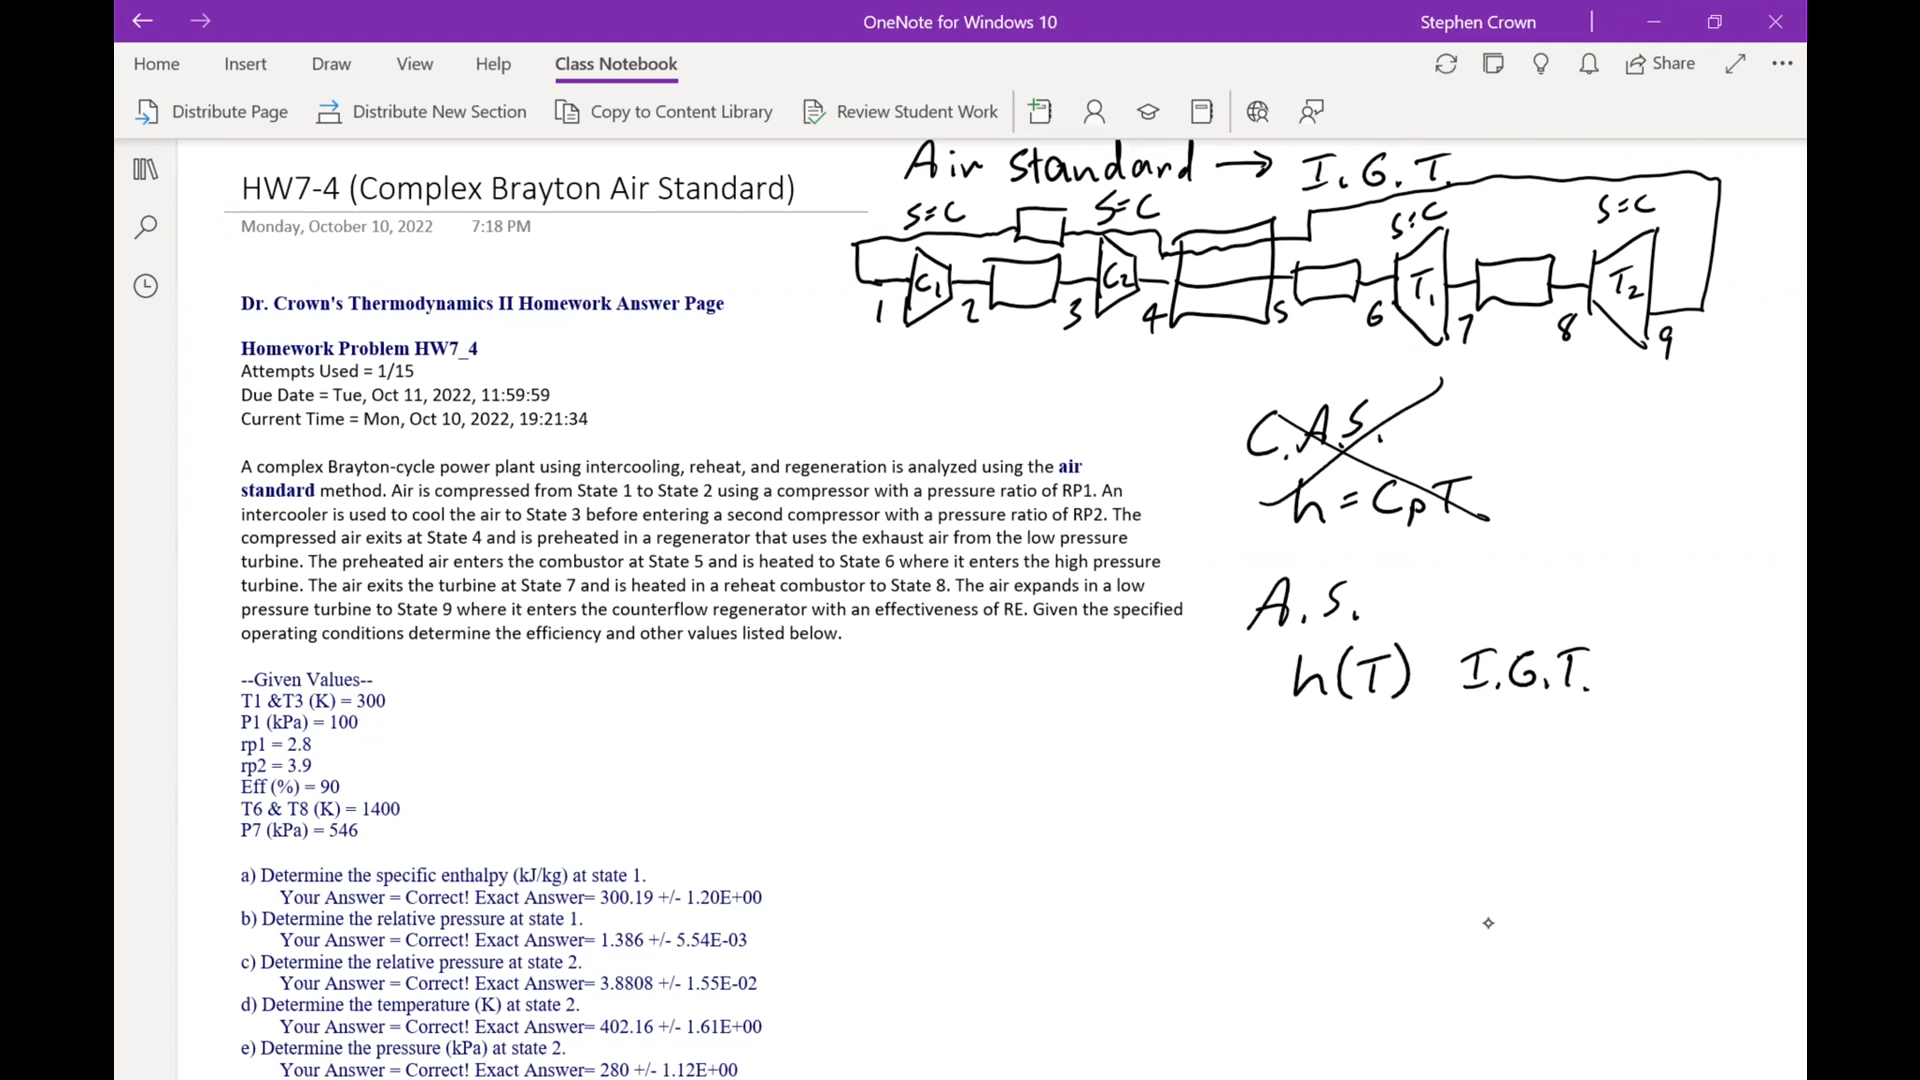 OneNote for Windows 10
Stephen Crown
Home Insert Draw View Help Class Notebook
Share
Distribute Page Distribute New Section Copy to Content Library Review Student Work
HW7-4 (Complex Brayton Air Standard)
Monday, October 10, 2022 7:18 PM
Dr. Crown's Thermodynamics II Homework Answer Page
Homework Problem HW7_4
Attempts Used = 1/15
Due Date = Tue, Oct 11, 2022, 11:59:59
Current Time = Mon, Oct 10, 2022, 19:21:34
A complex Brayton-cycle power plant using intercooling, reheat, and regeneration is analyzed using the air
standard method. Air is compressed from State 1 to State 2 using a compressor with a pressure ratio of RP1. An
intercooler is used to cool the air to State 3 before entering a second compressor with a pressure ratio of RP2. The
compressed air exits at State 4 and is preheated in a regenerator that uses the exhaust air from the low pressure
turbine. The preheated air enters the combustor at State 5 and is heated to State 6 where it enters the high pressure
turbine. The air exits the turbine at State 7 and is heated in a reheat combustor to State 8. The air expands in a low
pressure turbine to State 9 where it enters the counterflow regenerator with an effectiveness of RE. Given the specified
operating conditions determine the efficiency and other values listed below.
--Given Values--
T1 &T3 (K) = 300
P1 (kPa) = 100
rp1 = 2.8
rp2 = 3.9
Eff (%) = 90
T6 & T8 (K) = 1400
P7 (kPa) = 546
a) Determine the specific enthalpy (kJ/kg) at state 1.
Your Answer = Correct! Exact Answer= 300.19 +/- 1.20E+00
b) Determine the relative pressure at state 1.
Your Answer = Correct! Exact Answer= 1.386 +/- 5.54E-03
c) Determine the relative pressure at state 2.
Your Answer = Correct! Exact Answer= 3.8808 +/- 1.55E-02
d) Determine the temperature (K) at state 2.
Your Answer = Correct! Exact Answer= 402.16 +/- 1.61E+00
e) Determine the pressure (kPa) at state 2.
Your Answer = Correct! Exact Answer= 280 +/- 1.12E+00
Air standard → I.G.T.
S=C S=C S=C S=C
C1 C2 T1 T2
1 2 3 4 5 6 7 8 9
C.A.S.
h = CpT
A.S.
h(T) I.G.T.